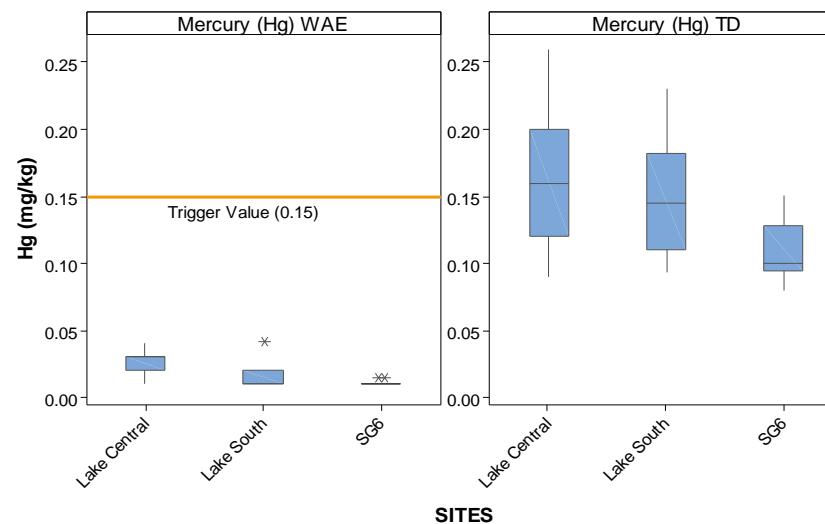 Mercury (Hg) WAE
Mercury (Hg) TD
Hg (mg/kg)
0.25
0.20
0.15
0.10
0.05
0.00
Trigger Value (0.15)
0.25
0.20
0.15
0.10
0.05
0.00
Lake Central
Lake South
SG6
Lake Central
Lake South
SG6
SITES